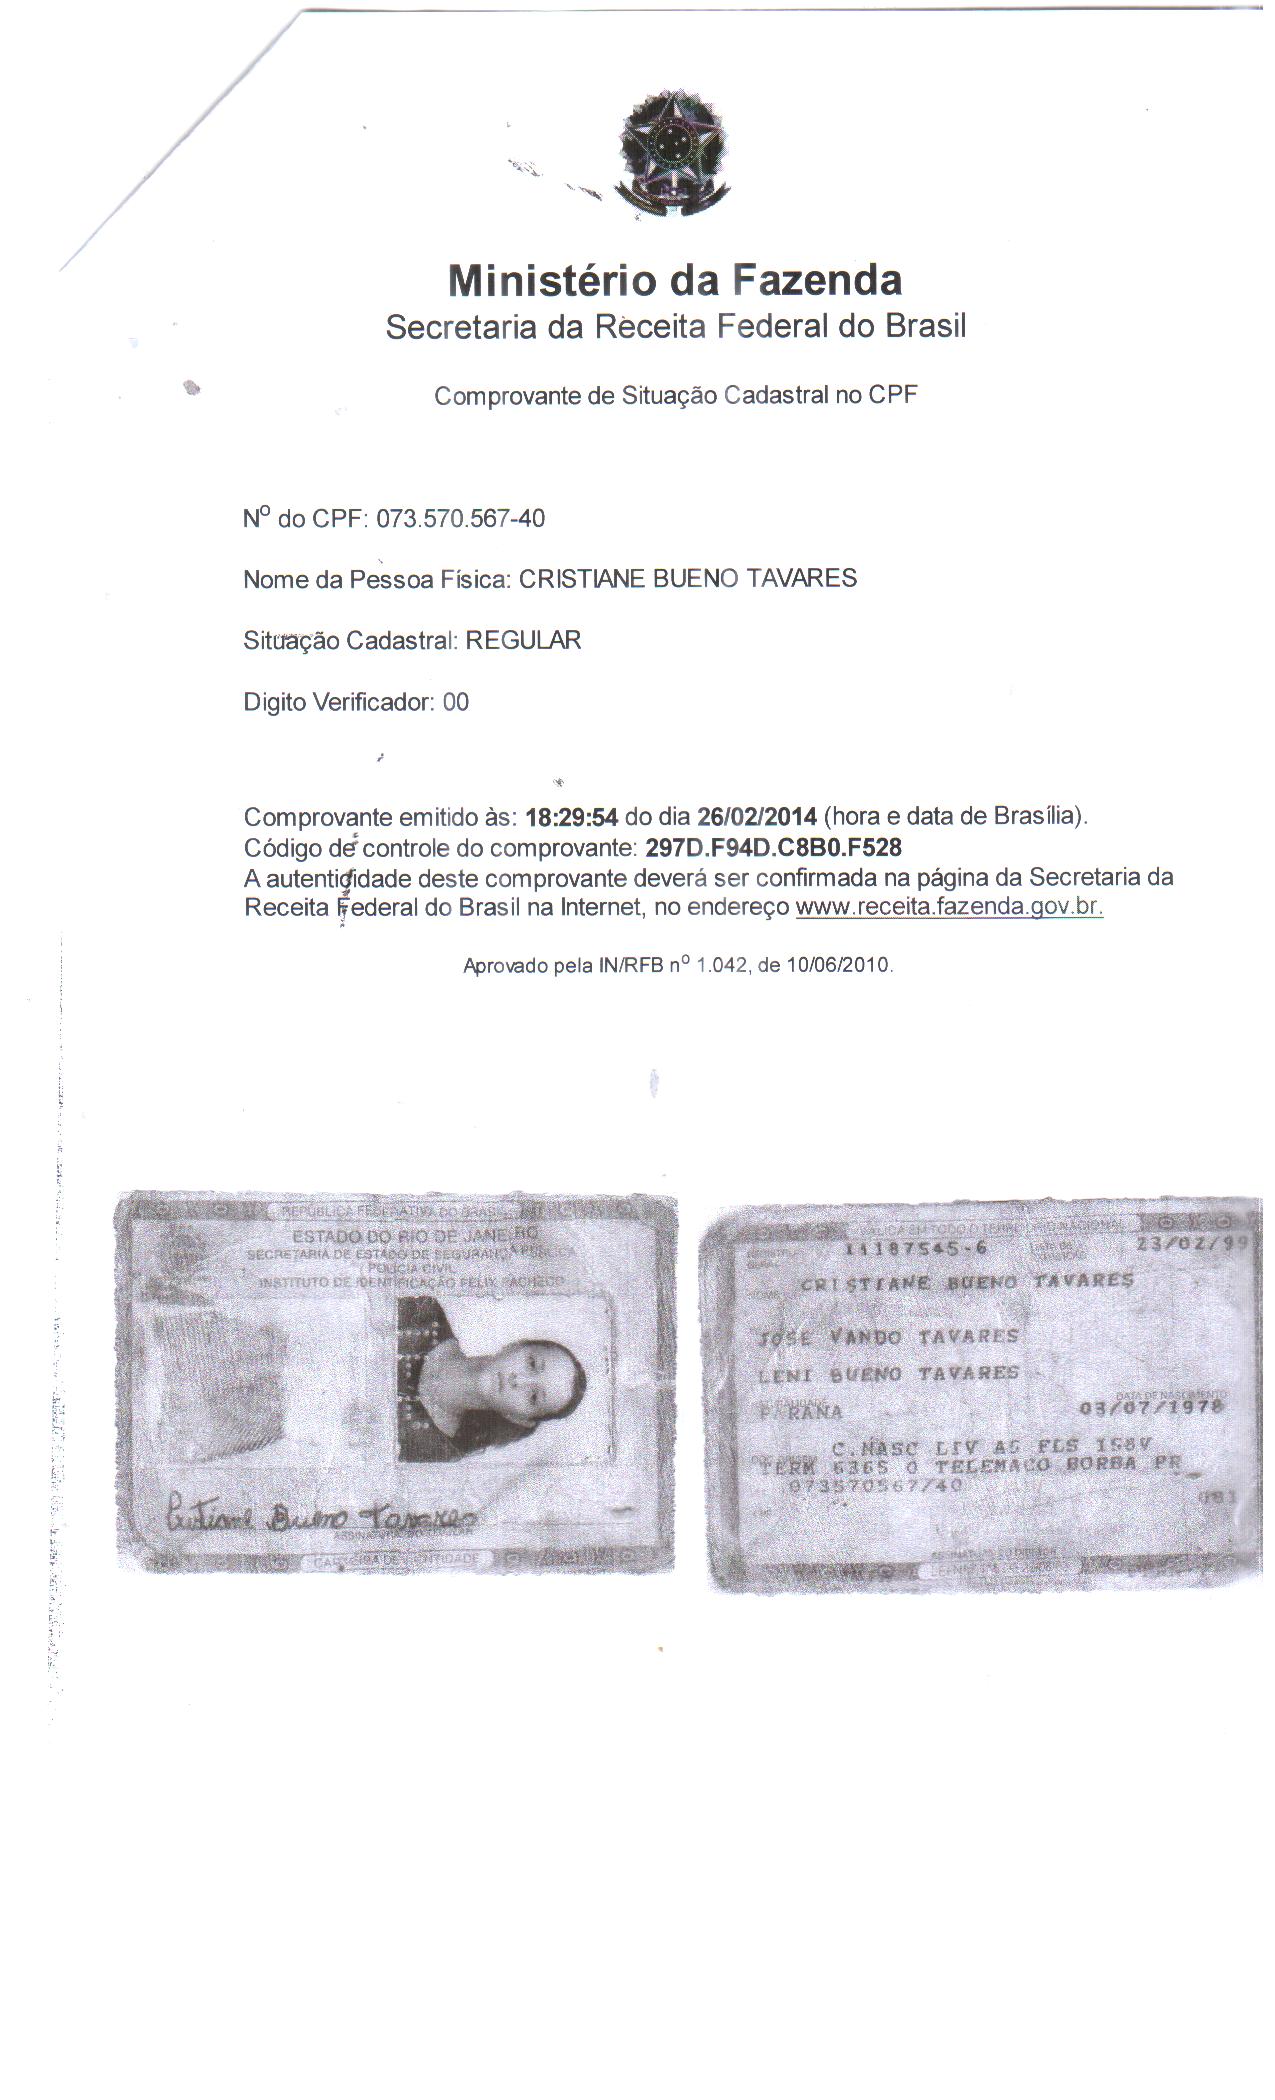 Ministério da Fazenda
Secretaria da Receita Federal do Brasil
Comprovante de Situação Cadastral no CPF
Nº do CPF: 073.570.567-40
Nome da Pessoa Física: CRISTIANE BUENO TAVARES
Situação Cadastral: REGULAR
Digito Verificador: 00
Comprovante emitido às: 18:29:54 do dia 26/02/2014 (hora e data de Brasília).
Código de controle do comprovante: 297D.F94D.C8B0.F528
A autenticidade deste comprovante deverá ser confirmada na página da Secretaria da
Receita Federal do Brasil na Internet, no endereço www.receita.fazenda.gov.br.
Aprovado pela IN/RFB nº 1.042, de 10/06/2010.
REPÚBLICA FEDERATIVA DO BRASIL
ESTADO DO RIO DE JANEIRO
SECRETARIA DE ESTADO DE SEGURANÇA PÚBLICA
POLICIA CIVIL
INSTITUTO DE IDENTIFICAÇÃO FELIX PACHECO
Cristiane Bueno Tavares
CARTEIRA DE IDENTIDADE
VÁLIDA EM TODO O TERRITÓRIO NACIONAL
11187545-6 23/02/99
NOME CRISTIANE BUENO TAVARES
JOSE VANDO TAVARES
LENI BUENO TAVARES
DATA DE NASCIMENTO
PARANA 03/07/1978
C.NASC LIV A6 FLS 158V
TERM 6365 O TELEMACO BORBA PR
073570567/40
081